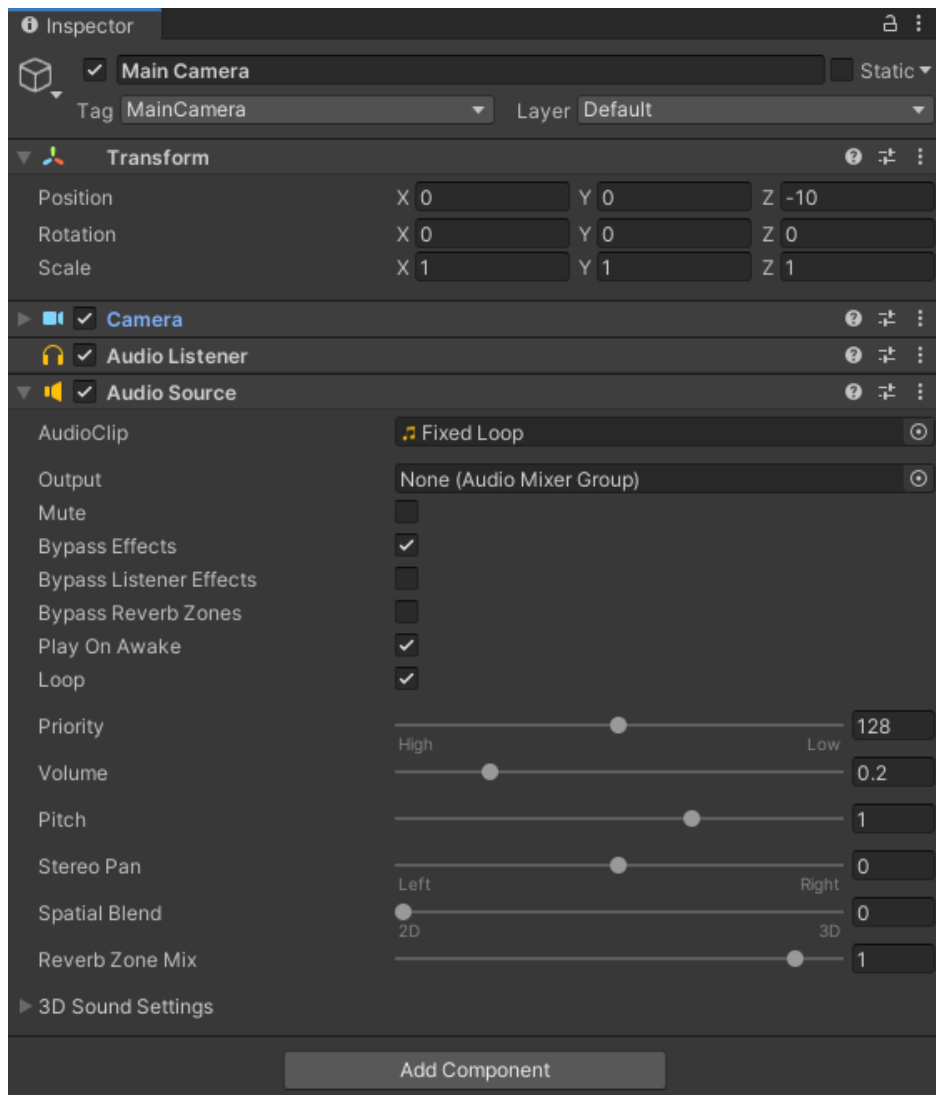 Inspector
Main Camera Static
Tag MainCamera Layer Default
Transform
Position X 0 Y 0 Z -10
Rotation X 0 Y 0 Z 0
Scale X 1 Y 1 Z 1
Camera
Audio Listener
Audio Source
AudioClip Fixed Loop
Output None (Audio Mixer Group)
Mute
Bypass Effects
Bypass Listener Effects
Bypass Reverb Zones
Play On Awake
Loop
Priority 128
High Low
Volume 0.2
Pitch 1
Stereo Pan 0
Left Right
Spatial Blend 0
2D 3D
Reverb Zone Mix 1
3D Sound Settings
Add Component